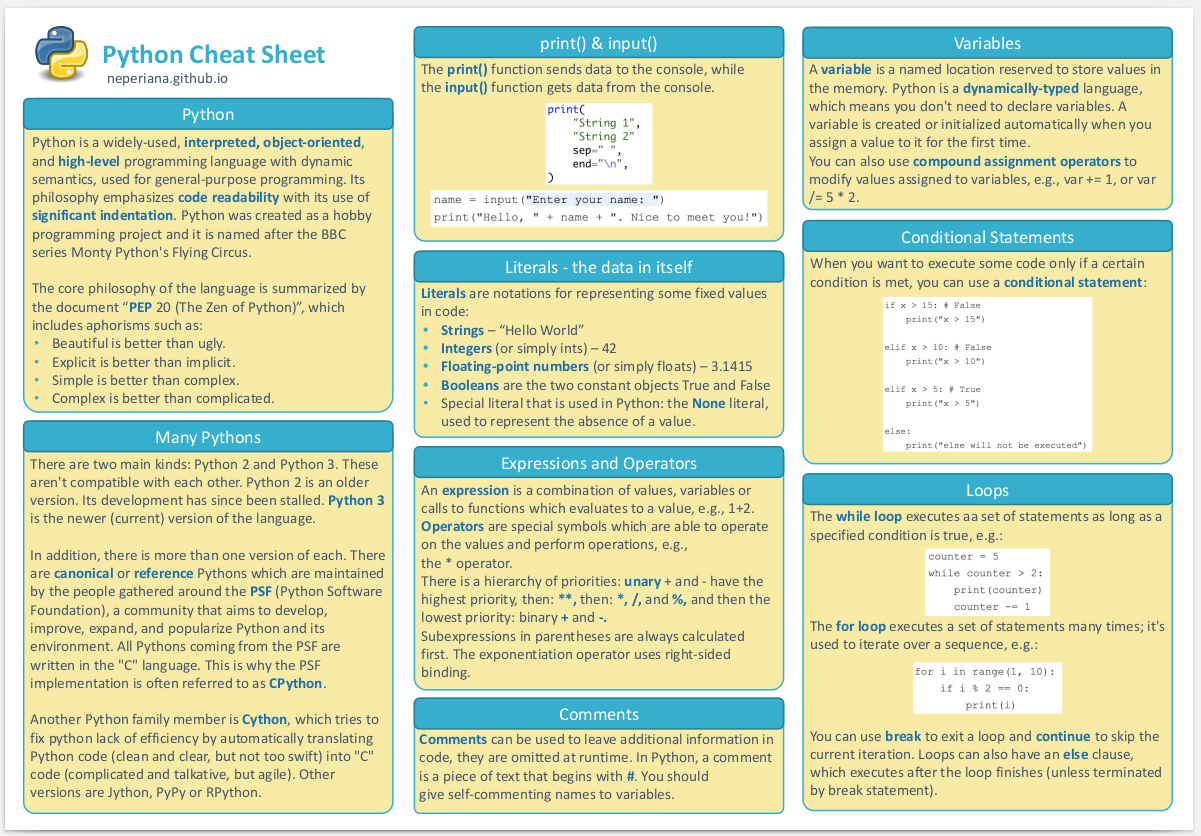 Python Cheat Sheet
neperiana.github.io
Python
Python is a widely-used, interpreted, object-oriented,
and high-level programming language with dynamic
semantics, used for general-purpose programming. Its
philosophy emphasizes code readability with its use of
significant indentation. Python was created as a hobby
programming project and it is named after the BBC
series Monty Python's Flying Circus.
The core philosophy of the language is summarized by
the document “PEP 20 (The Zen of Python)”, which
includes aphorisms such as:
• Beautiful is better than ugly.
• Explicit is better than implicit.
• Simple is better than complex.
• Complex is better than complicated.
Many Pythons
There are two main kinds: Python 2 and Python 3. These
aren't compatible with each other. Python 2 is an older
version. Its development has since been stalled. Python 3
is the newer (current) version of the language.
In addition, there is more than one version of each. There
are canonical or reference Pythons which are maintained
by the people gathered around the PSF (Python Software
Foundation), a community that aims to develop,
improve, expand, and popularize Python and its
environment. All Pythons coming from the PSF are
written in the "C" language. This is why the PSF
implementation is often referred to as CPython.
Another Python family member is Cython, which tries to
fix python lack of efficiency by automatically translating
Python code (clean and clear, but not too swift) into "C"
code (complicated and talkative, but agile). Other
versions are Jython, PyPy or RPython.
print() & input()
The print() function sends data to the console, while
the input() function gets data from the console.
print(
    "String 1",
    "String 2"
    sep=" ",
    end="\n",
)
name = input("Enter your name: ")
print("Hello, " + name + ". Nice to meet you!")
Literals - the data in itself
Literals are notations for representing some fixed values
in code:
• Strings – “Hello World”
• Integers (or simply ints) – 42
• Floating-point numbers (or simply floats) – 3.1415
• Booleans are the two constant objects True and False
• Special literal that is used in Python: the None literal,
used to represent the absence of a value.
Expressions and Operators
An expression is a combination of values, variables or
calls to functions which evaluates to a value, e.g., 1+2.
Operators are special symbols which are able to operate
on the values and perform operations, e.g.,
the * operator.
There is a hierarchy of priorities: unary + and - have the
highest priority, then: **, then: *, /, and %, and then the
lowest priority: binary + and -.
Subexpressions in parentheses are always calculated
first. The exponentiation operator uses right-sided
binding.
Comments
Comments can be used to leave additional information in
code, they are omitted at runtime. In Python, a comment
is a piece of text that begins with #. You should
give self-commenting names to variables.
Variables
A variable is a named location reserved to store values in
the memory. Python is a dynamically-typed language,
which means you don't need to declare variables. A
variable is created or initialized automatically when you
assign a value to it for the first time.
You can also use compound assignment operators to
modify values assigned to variables, e.g., var += 1, or var
/= 5 * 2.
Conditional Statements
When you want to execute some code only if a certain
condition is met, you can use a conditional statement:
if x > 15: # False
    print("x > 15")
elif x > 10: # False
    print("x > 10")
elif x > 5: # True
    print("x > 5")
else:
    print("else will not be executed")
Loops
The while loop executes aa set of statements as long as a
specified condition is true, e.g.:
counter = 5
while counter > 2:
    print(counter)
    counter -= 1
The for loop executes a set of statements many times; it's
used to iterate over a sequence, e.g.:
for i in range(1, 10):
    if i % 2 == 0:
        print(i)
You can use break to exit a loop and continue to skip the
current iteration. Loops can also have an else clause,
which executes after the loop finishes (unless terminated
by break statement).